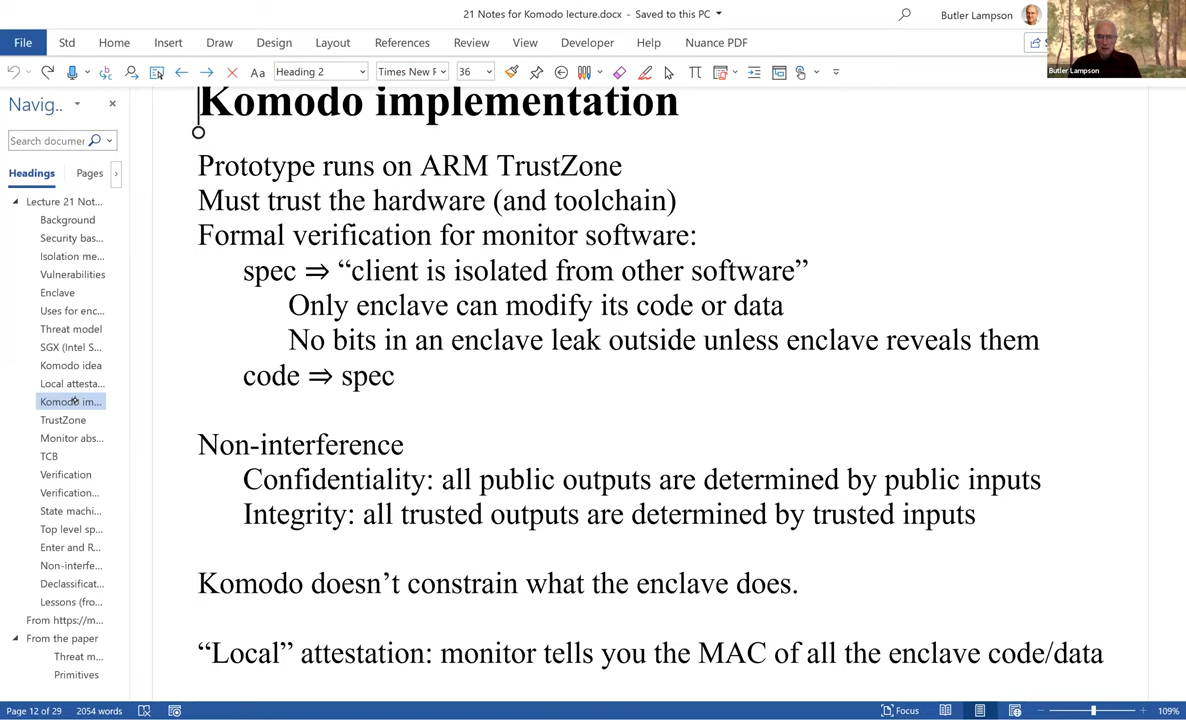 21 Notes for Komodo lecture.docx - Saved to this PC
Butler Lampson
File Std Home Insert Draw Design Layout References Review View Developer Help Nuance PDF
Aa Heading 2 Times New F 36
Butler Lampson
Navig..
Search documer
Headings Pages
Lecture 21 Not...
Background
Security bas...
Isolation me...
Vulnerabilities
Enclave
Uses for enc...
Threat model
SGX (Intel S...
Komodo idea
Local attesta...
Komodo im...
TrustZone
Monitor abs...
TCB
Verification
Verification...
State machi...
Top level sp...
Enter and R...
Non-interfe...
Declassificat...
Lessons (fro...
From https://m...
From the paper
Threat m...
Primitives
Komodo implementation
Prototype runs on ARM TrustZone
Must trust the hardware (and toolchain)
Formal verification for monitor software:
spec ⇒ “client is isolated from other software”
Only enclave can modify its code or data
No bits in an enclave leak outside unless enclave reveals them
code ⇒ spec
Non-interference
Confidentiality: all public outputs are determined by public inputs
Integrity: all trusted outputs are determined by trusted inputs
Komodo doesn’t constrain what the enclave does.
“Local” attestation: monitor tells you the MAC of all the enclave code/data
Page 12 of 29 2054 words Focus 109%